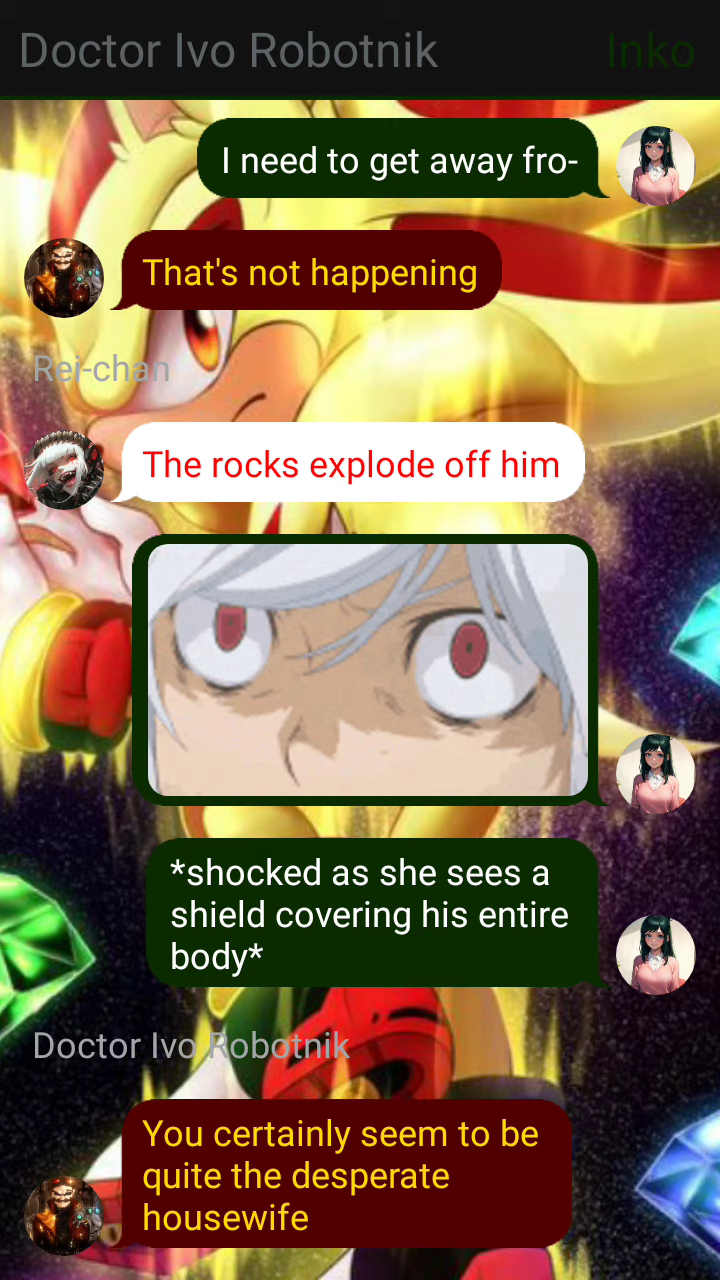 Doctor Ivo Robotnik
Inko
I need to get away fro-
That's not happening
Rei-chan
The rocks explode off him
*shocked as she sees a
shield covering his entire
body*
Doctor Ivo Robotnik
You certainly seem to be
quite the desperate
housewife